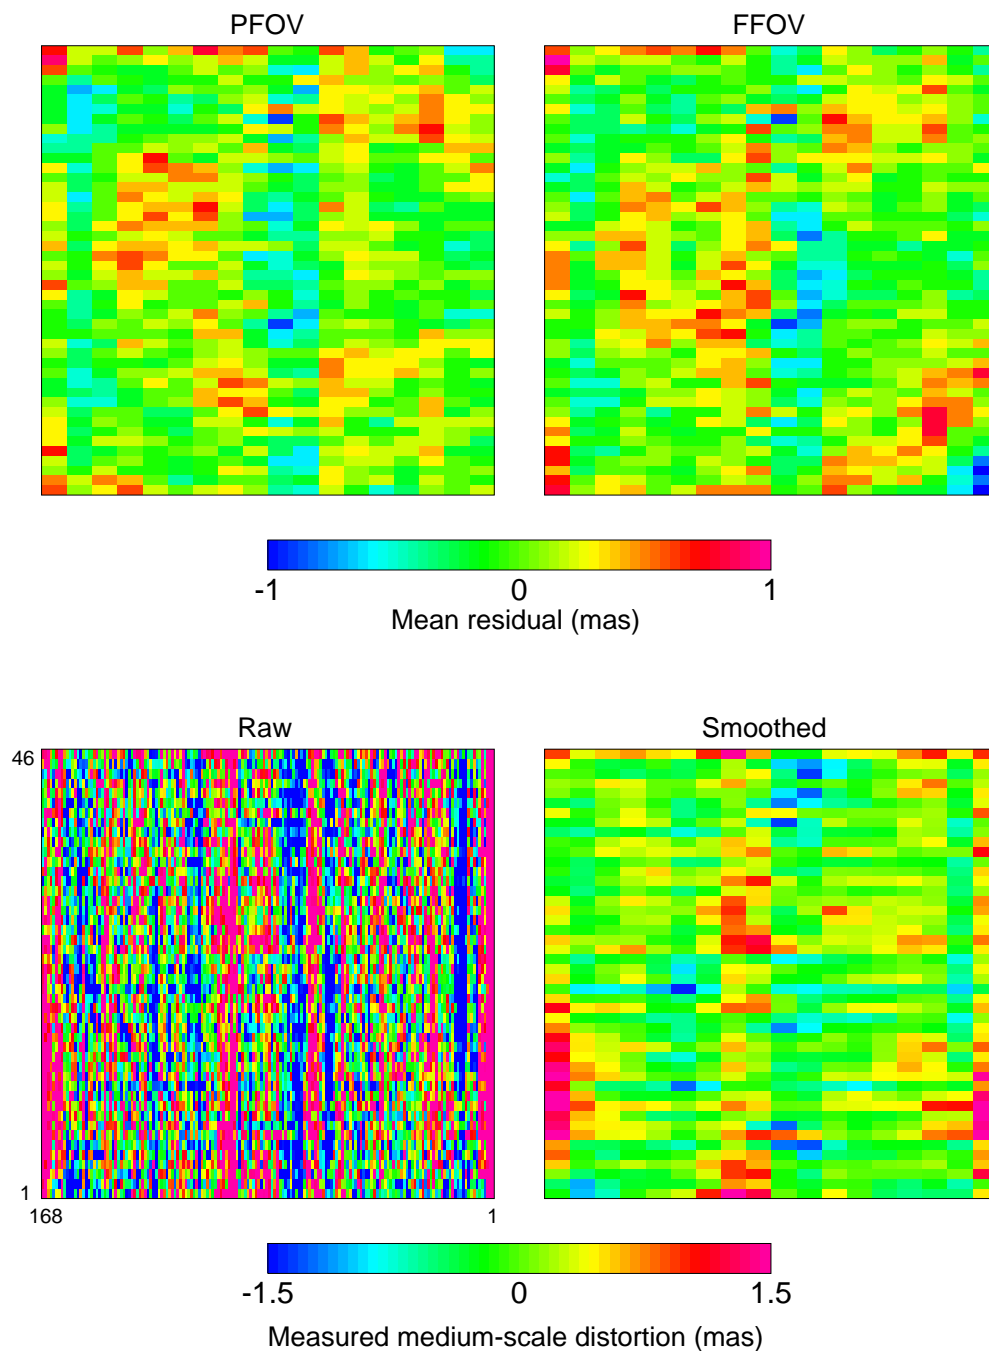 PFOV
FFOV
-1
0
1
Mean residual (mas)
Raw
Smoothed
46
1
168
1
-1.5
0
1.5
Measured medium-scale distortion (mas)